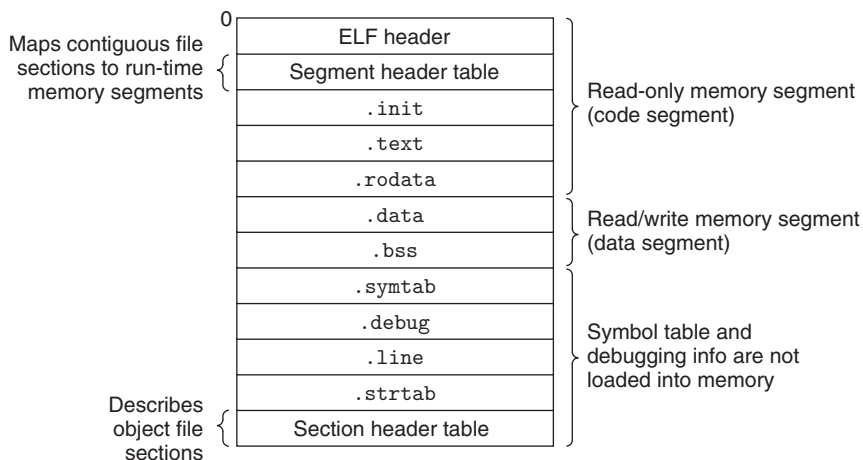 0
ELF header
Maps contiguous file
sections to run-time
memory segments
Segment header table
.init
.text
.rodata
Read-only memory segment
(code segment)
.data
.bss
Read/write memory segment
(data segment)
.symtab
.debug
.line
.strtab
Symbol table and
debugging info are not
loaded into memory
Describes
object file
sections
Section header table